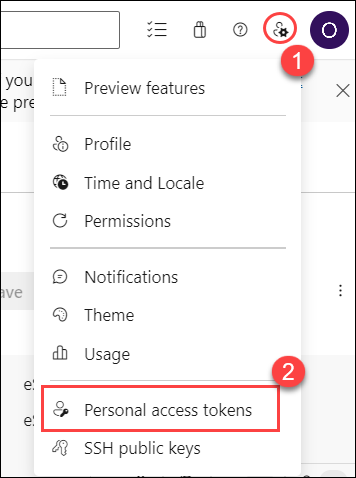 O
1
you
e pre
Preview features
Profile
Time and Locale
Permissions
ave
Notifications
Theme
Usage
2
Personal access tokens
SSH public keys